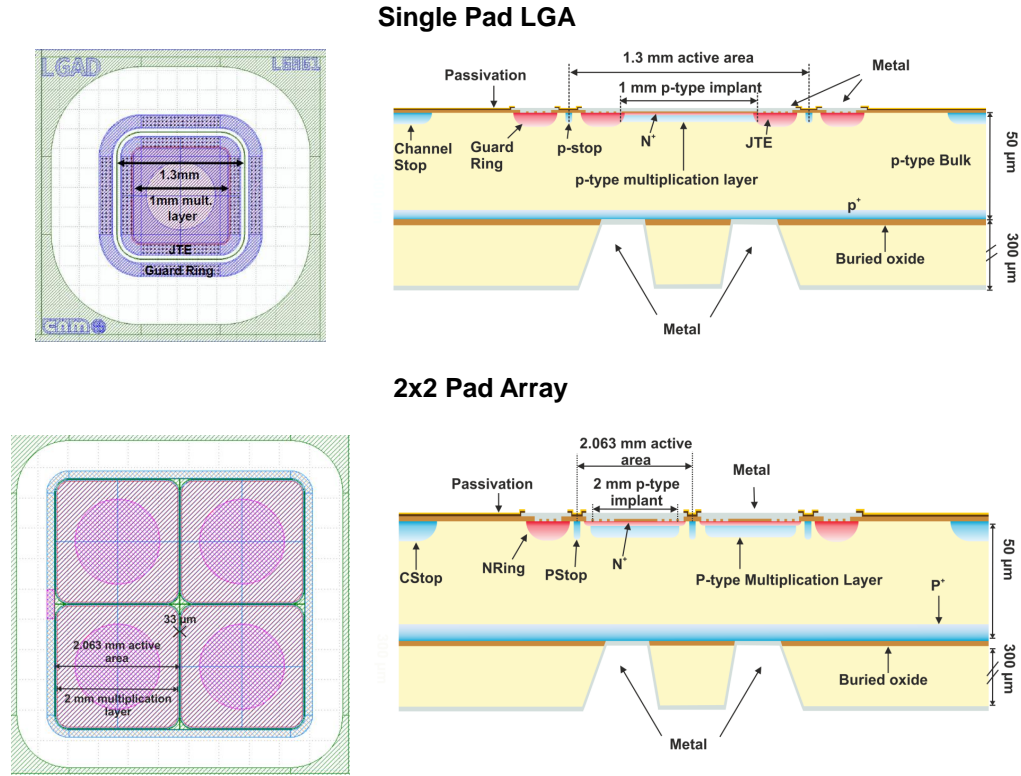 Single Pad LGA
LGAD
LGMG1
1.3mm
1mm mult.
layer
JTE
Guard Ring
cnm
1.3 mm active area
Metal
Passivation
1 mm p-type implant
Channel
Stop
Guard
Ring
p-stop
N+
JTE
p-type multiplication layer
p-type Bulk
p+
Buried oxide
Metal
50 µm
300 µm
2x2 Pad Array
33 µm
2.063 mm active
area
2 mm multiplication
layer
2.063 mm active
area
Metal
Passivation
2 mm p-type
implant
CStop
NRing
PStop
N+
P-type Multiplication Layer
P+
Buried oxide
Metal
50 µm
300 µm